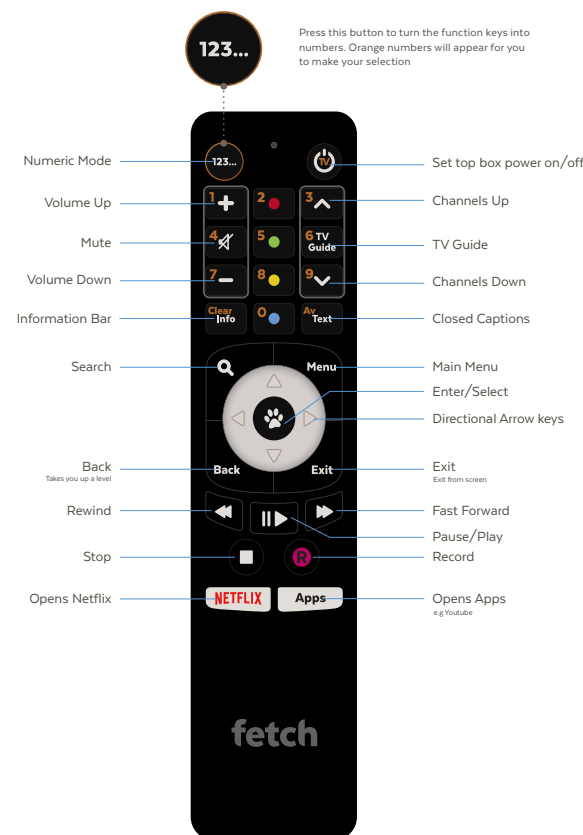 123...
Press this button to turn the function keys into
numbers. Orange numbers will appear for you
to make your selection
Numeric Mode
123...
TV
Set top box power on/off
Volume Up
1
2
3
Channels Up
Mute
4
5
6 TV
Guide
TV Guide
Volume Down
7
8
9
Channels Down
Information Bar
Clear
Info
0
Av
Text
Closed Captions
Search
Menu
Main Menu
Enter/Select
Directional Arrow keys
Back
Takes you up a level
Back
Exit
Exit
Exit from screen
Rewind
Fast Forward
Pause/Play
Stop
R
Record
Opens Netflix
NETFLIX
Apps
Opens Apps
e.g Youtube
fetch